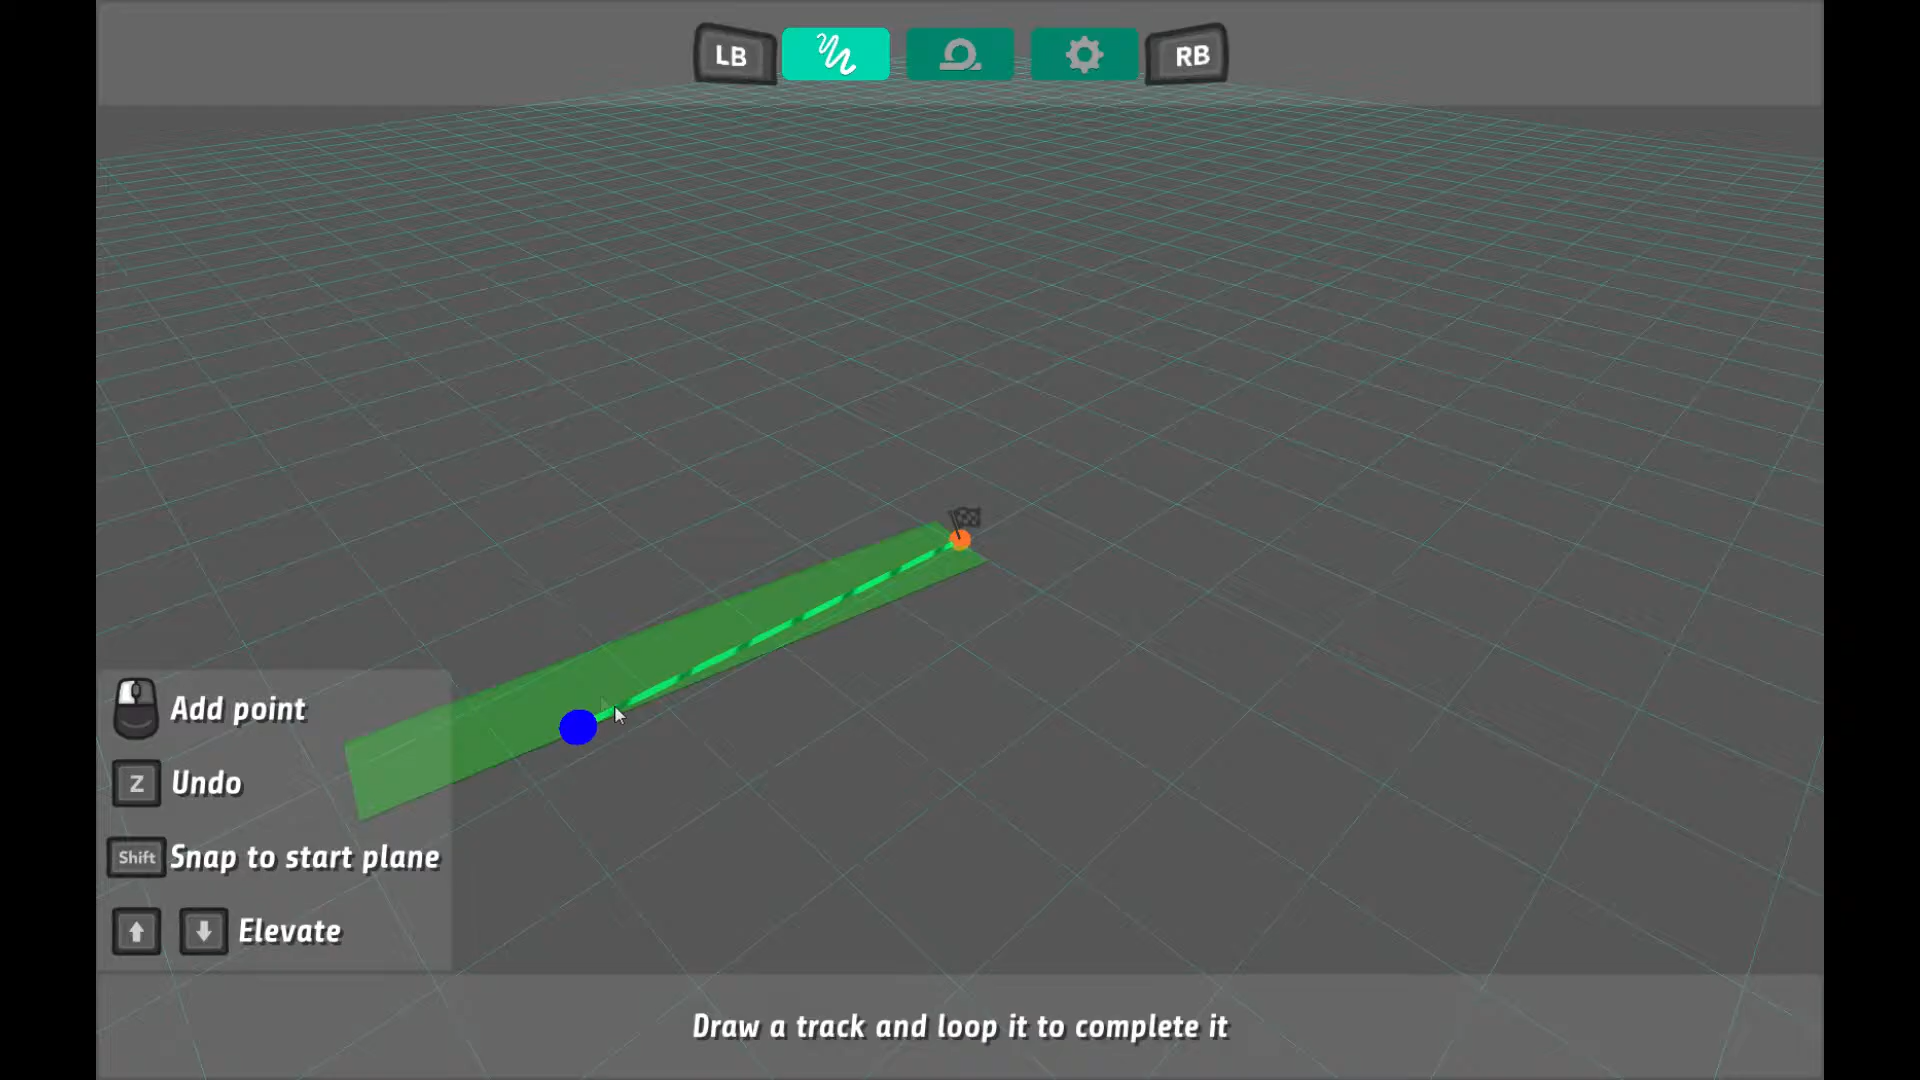 LB
RB
Add point
Z Undo
Shift Snap to start plane
Elevate
Draw a track and loop it to complete it